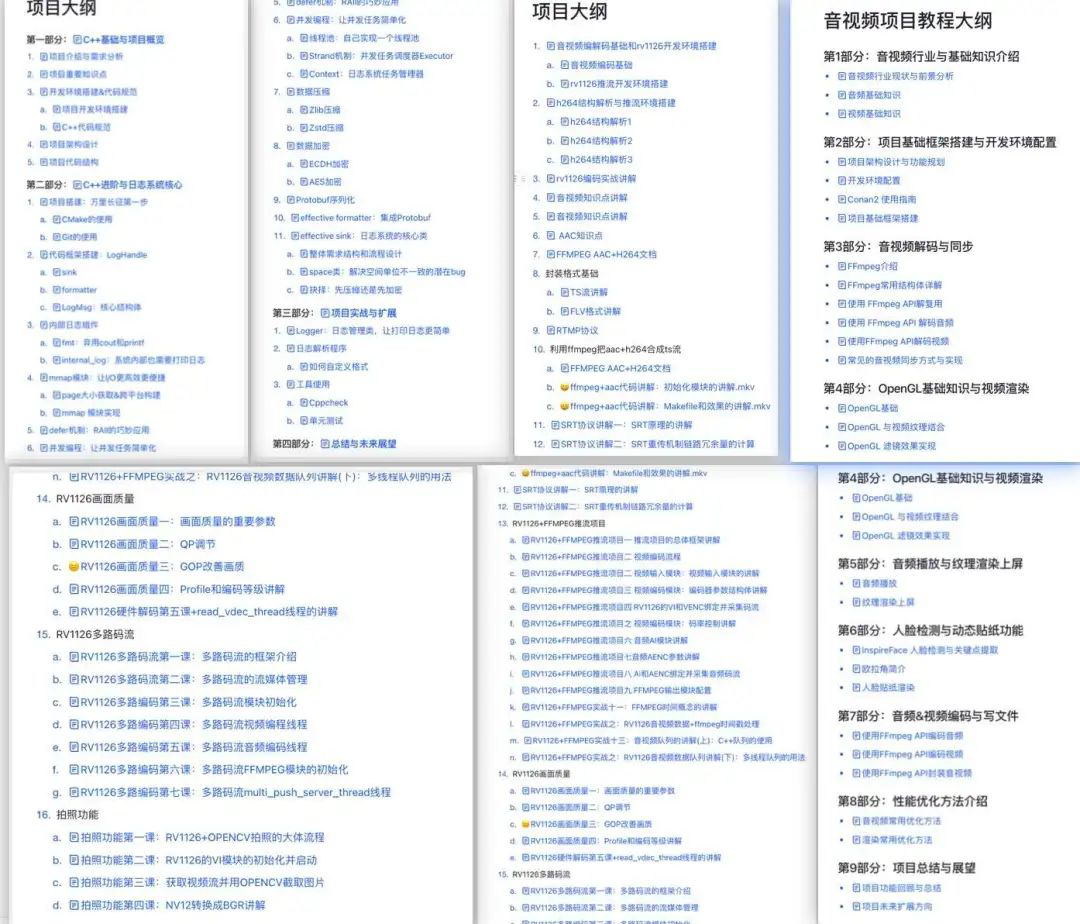 项目大纲
第一部分：C++基础与项目概览
1. 项目介绍与需求分析
2. 项目重要知识点
3. 开发环境搭建&代码规范
a. 项目开发环境搭建
b. C++代码规范
4. 项目架构设计
5. 项目代码结构
第二部分：C++进阶与日志系统核心
1. 项目搭建：万里长征第一步
a. CMake的使用
b. Git的使用
2. 代码框架搭建：LogHandle
a. sink
b. formatter
c. LogMsg：核心结构体
3. 内部日志组件
a. fmt：弃用cout和printf
b. internal_log：系统内部也需要打印日志
4. mmap模块：让I/O更高效更便捷
a. page大小获取&跨平台构建
b. mmap 模块实现
5. defer机制：RAII的巧妙应用
6. 并发编程：让并发任务简单化
5. defer机制：RAII的巧妙应用
6. 并发编程：让并发任务简单化
a. 线程池：自己实现一个线程池
b. Strand机制：并发任务调度器Executor
c. Context：日志系统任务管理器
7. 数据压缩
a. Zlib压缩
b. Zstd压缩
8. 数据加密
a. ECDH加密
b. AES加密
9. Protobuf序列化
10. effective formatter：集成Protobuf
11. effective sink：日志系统的核心类
a. 整体需求结构和流程设计
b. space类：解决空间单位不一致的潜在bug
c. 抉择：先压缩还是先加密
第三部分：项目实战与扩展
1. Logger：日志管理类，让打印日志更简单
2. 日志解析程序
a. 如何自定义格式
3. 工具使用
a. Cppcheck
b. 单元测试
第四部分：总结与未来展望
项目大纲
1. 音视频编解码基础和rv1126开发环境搭建
a. 音视频编码基础
b. rv1126推流开发环境搭建
2. h264结构解析与推流环境搭建
a. h264结构解析1
b. h264结构解析2
c. h264结构解析3
3. rv1126编码实战讲解
4. 音视频知识点讲解
5. 音视频知识点讲解
6. AAC知识点
7. FFMPEG AAC+H264文档
8. 封装格式基础
a. TS流讲解
b. FLV格式讲解
9. RTMP协议
10. 利用ffmpeg把aac+h264合成ts流
a. FFMPEG AAC+H264文档
b. ffmpeg+aac代码讲解：初始化模块的讲解.mkv
c. ffmpeg+aac代码讲解：Makefile和效果的讲解.mkv
11. SRT协议讲解一：SRT原理的讲解
12. SRT协议讲解二：SRT重传机制链路冗余量的计算
音视频项目教程大纲
第1部分：音视频行业与基础知识介绍
• 音视频行业现状与前景分析
• 音频基础知识
• 视频基础知识
第2部分：项目基础框架搭建与开发环境配置
• 项目架构设计与功能规划
• 开发环境配置
• Conan2 使用指南
• 项目基础框架搭建
第3部分：音视频解码与同步
• FFmpeg介绍
• FFmpeg常用结构体详解
• 使用 FFmpeg API解复用
• 使用 FFmpeg API 解码音频
• 使用FFmpeg API解码视频
• 常见的音视频同步方式与实现
第4部分：OpenGL基础知识与视频渲染
• OpenGL基础
• OpenGL 与视频纹理结合
• OpenGL 滤镜效果实现
n. RV1126+FFMPEG实战之：RV1126音视频数据队列讲解(下)：多线程队列的用法
14. RV1126画面质量
a. RV1126画面质量一：画面质量的重要参数
b. RV1126画面质量二：QP调节
c. RV1126画面质量三：GOP改善画质
d. RV1126画面质量四：Profile和编码等级讲解
e. RV1126硬件解码第五课+read_vdec_thread线程的讲解
15. RV1126多路码流
a. RV1126多路码流第一课：多路码流的框架介绍
b. RV1126多路码流第二课：多路码流的流媒体管理
c. RV1126多路编码第三课：多路码流模块初始化
d. RV1126多路编码第四课：多路码流视频编码线程
e. RV1126多路编码第五课：多路码流音频编码线程
f. RV1126多路编码第六课：多路码流FFMPEG模块的初始化
g. RV1126多路编码第七课：多路码流multi_push_server_thread线程
16. 拍照功能
a. 拍照功能第一课：RV1126+OPENCV拍照的大体流程
b. 拍照功能第二课：RV1126的VI模块的初始化并启动
c. 拍照功能第三课：获取视频流并用OPENCV截取图片
d. 拍照功能第四课：NV12转换成BGR讲解
c. ffmpeg+aac代码讲解：Makefile和效果的讲解.mkv
11. SRT协议讲解一：SRT原理的讲解
12. SRT协议讲解二：SRT重传机制链路冗余量的计算
13. RV1126+FFMPEG推流项目
a. RV1126+FFMPEG推流项目一 推流项目的总体框架讲解
b. RV1126+FFMPEG推流项目二 视频编码流程
c. RV1126+FFMPEG推流项目二 视频输入模块：视频输入模块的讲解
d. RV1126+FFMPEG推流项目三 视频编码模块：编码器参数结构体讲解
e. RV1126+FFMPEG推流项目四 RV1126的VI和VENC绑定并采集码流
f. RV1126+FFMPEG推流项目之 视频编码模块：码率控制讲解
g. RV1126+FFMPEG推流项目六 音频AI模块讲解
h. RV1126+FFMPEG推流项目七音频AENC参数讲解
i. RV1126+FFMPEG推流项目八 AI和AENC绑定并采集音频码流
j. RV1126+FFMPEG推流项目九 FFMPEG输出模块配置
k. RV1126+FFMPEG实战十一：FFMPEG时间概念的讲解
l. RV1126+FFMPEG实战之：RV1126音视频数据+ffmpeg时间戳处理
m. RV1126+FFMPEG实战十三：音视频队列的讲解(上)：C++队列的使用
n. RV1126+FFMPEG实战之：RV1126音视频数据队列讲解(下)：多线程队列的用法
14. RV1126画面质量
a. RV1126画面质量一：画面质量的重要参数
b. RV1126画面质量二：QP调节
c. RV1126画面质量三：GOP改善画质
d. RV1126画面质量四：Profile和编码等级讲解
e. RV1126硬件解码第五课+read_vdec_thread线程的讲解
15. RV1126多路码流
a. RV1126多路码流第一课：多路码流的框架介绍
b. RV1126多路码流第二课：多路码流的流媒体管理
第4部分：OpenGL基础知识与视频渲染
• OpenGL基础
• OpenGL 与视频纹理结合
• OpenGL 滤镜效果实现
第5部分：音频播放与纹理渲染上屏
• 音频播放
• 纹理渲染上屏
第6部分：人脸检测与动态贴纸功能
• InspireFace 人脸检测与关键点提取
• 欧拉角简介
• 人脸贴纸渲染
第7部分：音频&视频编码与写文件
• 使用FFmpeg API编码音频
• 使用FFmpeg API编码视频
• 使用FFmpeg API封装音视频
第8部分：性能优化方法介绍
• 音视频常用优化方法
• 渲染常用优化方法
第9部分：项目总结与展望
• 项目功能回顾与总结
• 项目未来扩展方向